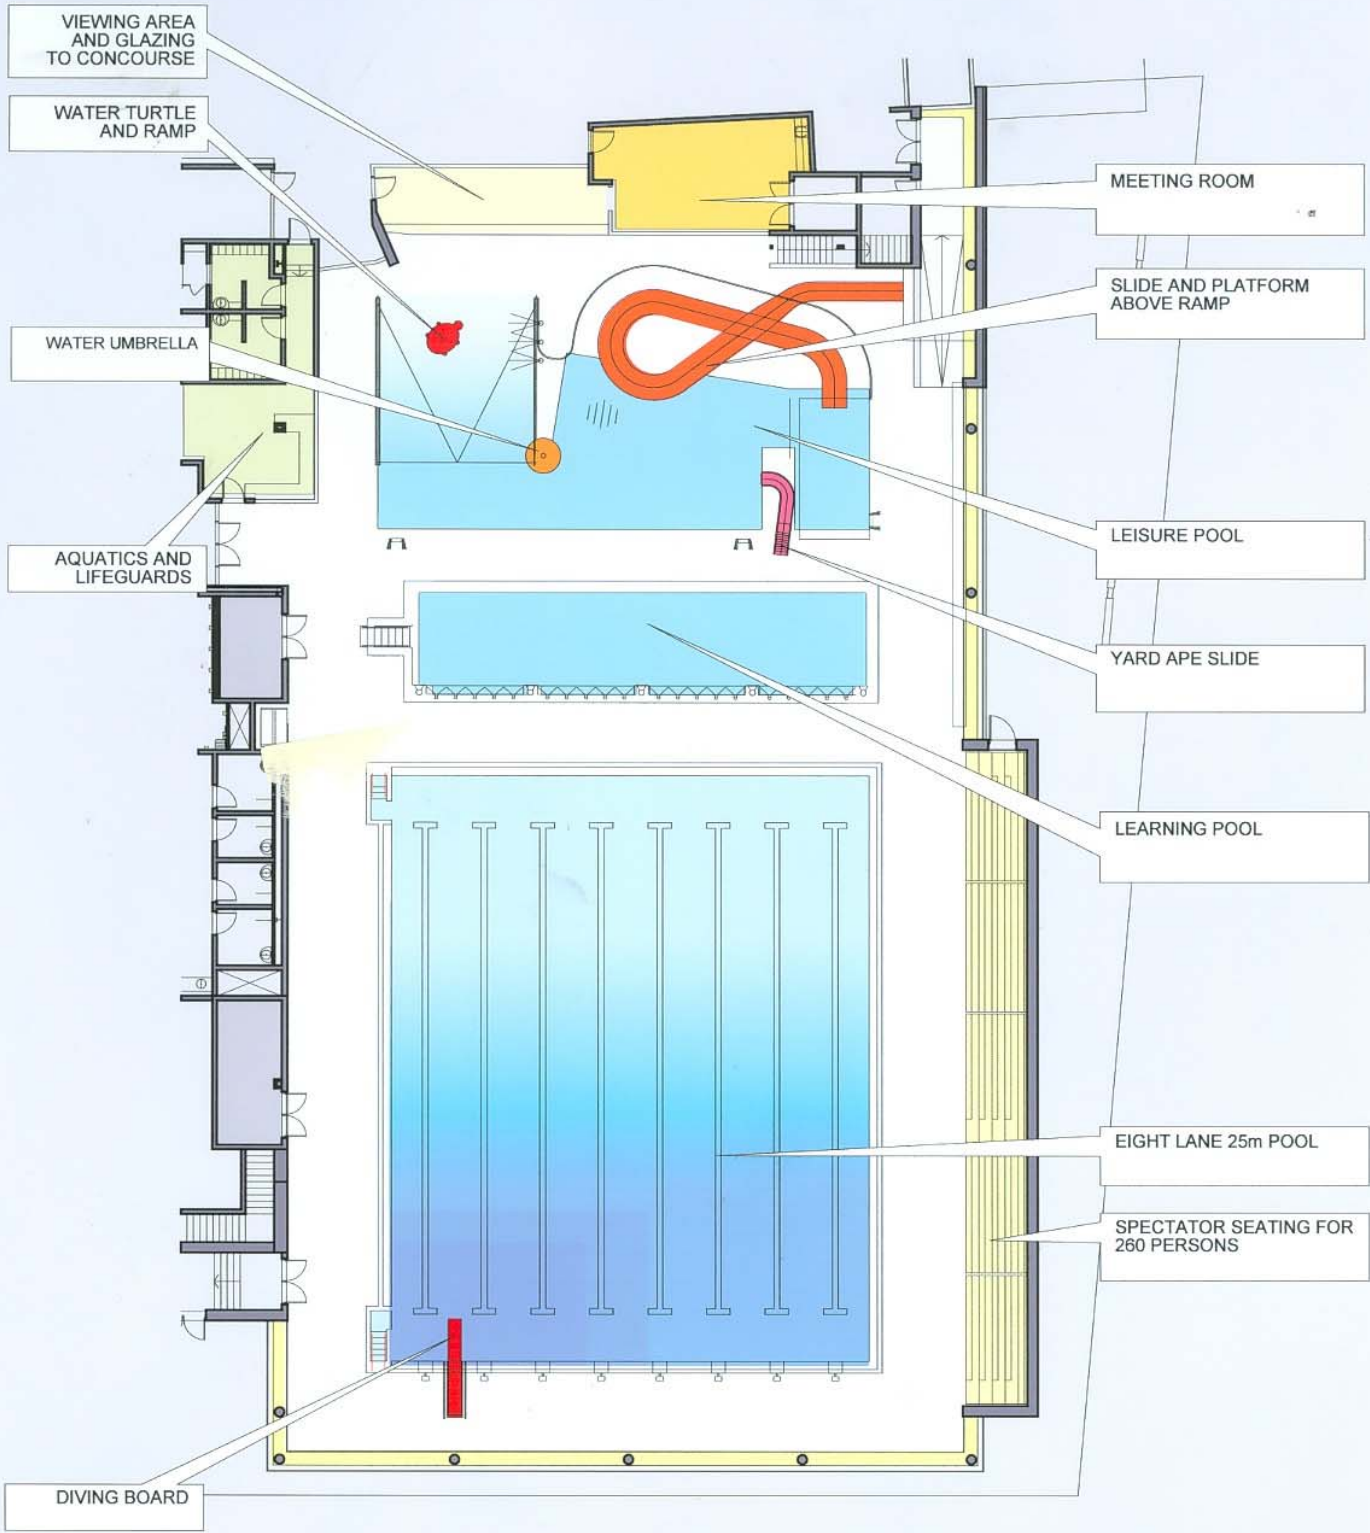 VIEWING AREA
AND GLAZING
TO CONCOURSE
WATER TURTLE
AND RAMP
WATER UMBRELLA
AQUATICS AND
LIFEGUARDS
DIVING BOARD
MEETING ROOM
SLIDE AND PLATFORM
ABOVE RAMP
LEISURE POOL
YARD APE SLIDE
LEARNING POOL
EIGHT LANE 25m POOL
SPECTATOR SEATING FOR
260 PERSONS